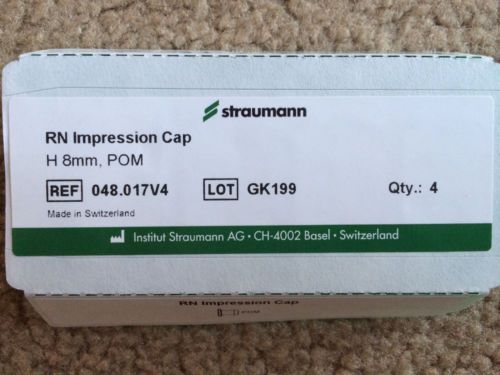 straumann
RN Impression Cap
H 8mm, POM
REF 048.017V4 LOT GK199 Qty.: 4
Made in Switzerland
Institut Straumann AG • CH-4002 Basel • Switzerland
RN Impression Cap
POM